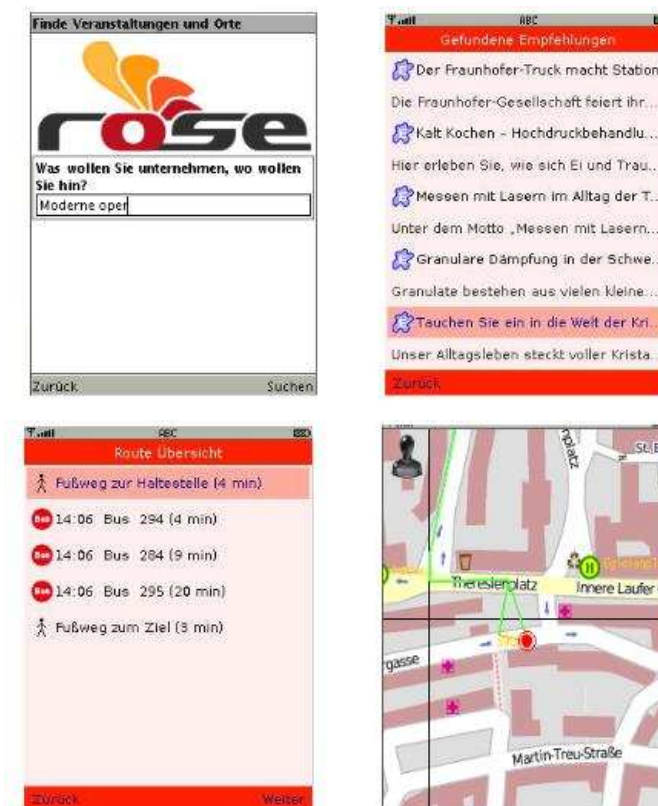 Finde Veranstaltungen und Orte
rose
Was wollen Sie unternehmen, wo wollen
Sie hin?
Moderne oper
Zurück Suchen
ABC
Gefundene Empfehlungen
Der Fraunhofer-Truck macht Station
Die Fraunhofer-Gesellschaft feiert ihr...
Kalt Kochen - Hochdruckbehandlu...
Hier erleben Sie, wie sich Ei und Trau...
Messen mit Lasern im Alltag der T...
Unter dem Motto „Messen mit Lasern...
Granulare Dämpfung in der Schwe...
Granulate bestehen aus vielen kleine...
Tauchen Sie ein in die Welt der Kri...
Unser Alltagsleben steckt voller Krista...
Zurück
ABC
Route Übersicht
Fußweg zur Haltestelle (4 min)
Bus 14:06 Bus 294 (4 min)
Bus 14:06 Bus 284 (9 min)
Bus 14:06 Bus 295 (20 min)
Fußweg zum Ziel (3 min)
Zurück Weiter
nplatz
St.
H
Theresienplatz
Innere Laufer
gasse
Martin-Treu-Straße